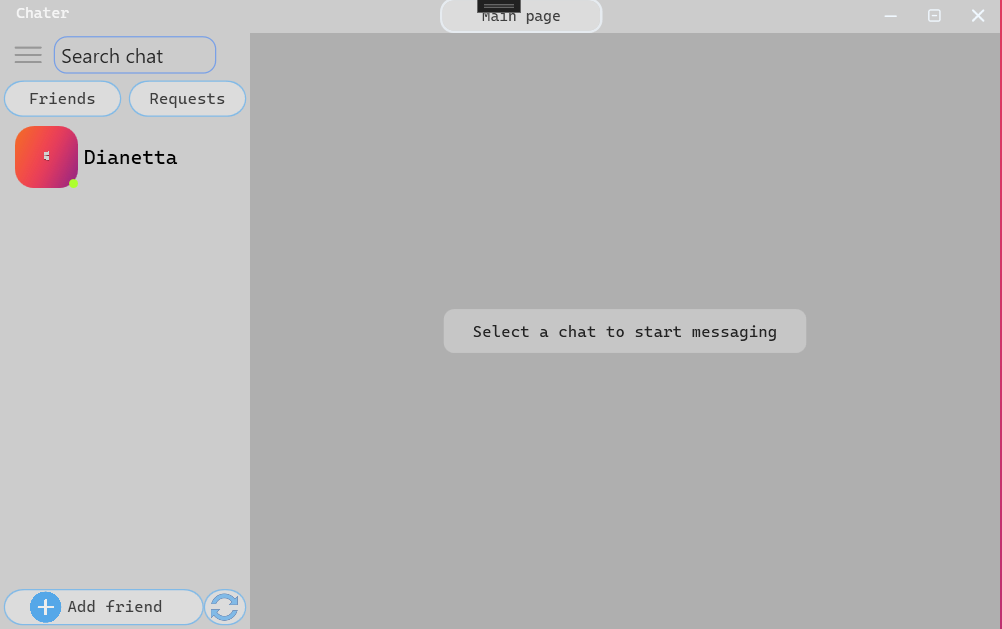 Chater
Main page
Search chat
Friends
Requests
Dianetta
Select a chat to start messaging
Add friend